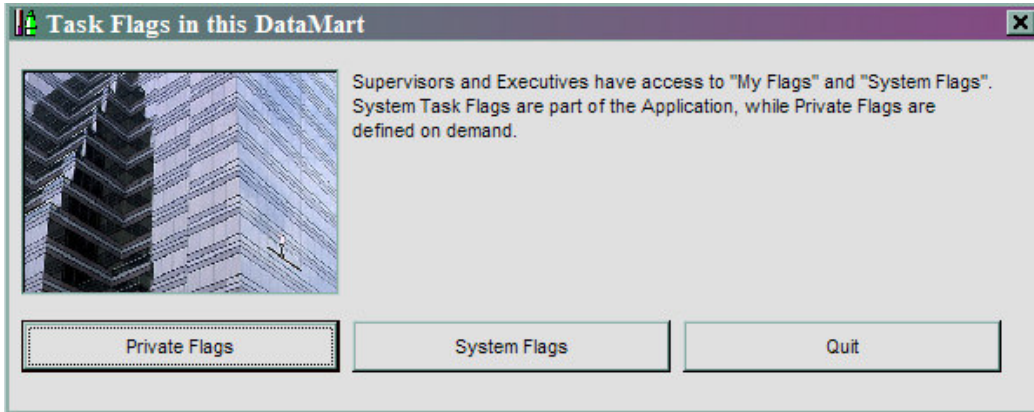 Task Flags in this DataMart
Supervisors and Executives have access to "My Flags" and "System Flags".
System Task Flags are part of the Application, while Private Flags are
defined on demand.
Private Flags
System Flags
Quit